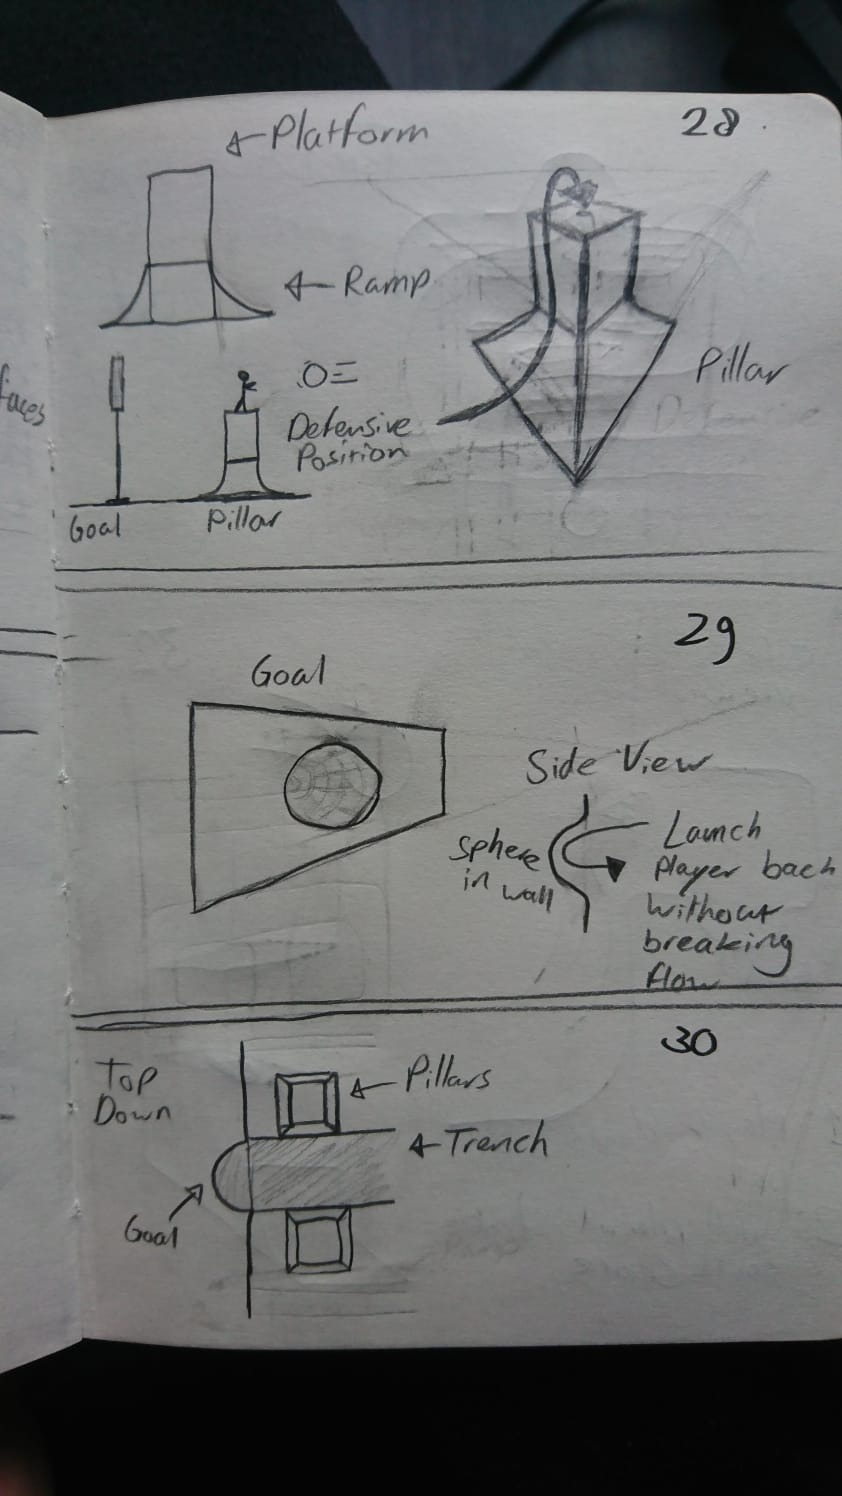 28
Platform
Ramp
Pillar
Defensive
Position
Goal
Pillar
faces
29
Goal
Side View
Sphere
in wall
Launch
player back
without
breaking
flow
30
Top
Down
Pillars
Trench
Goal